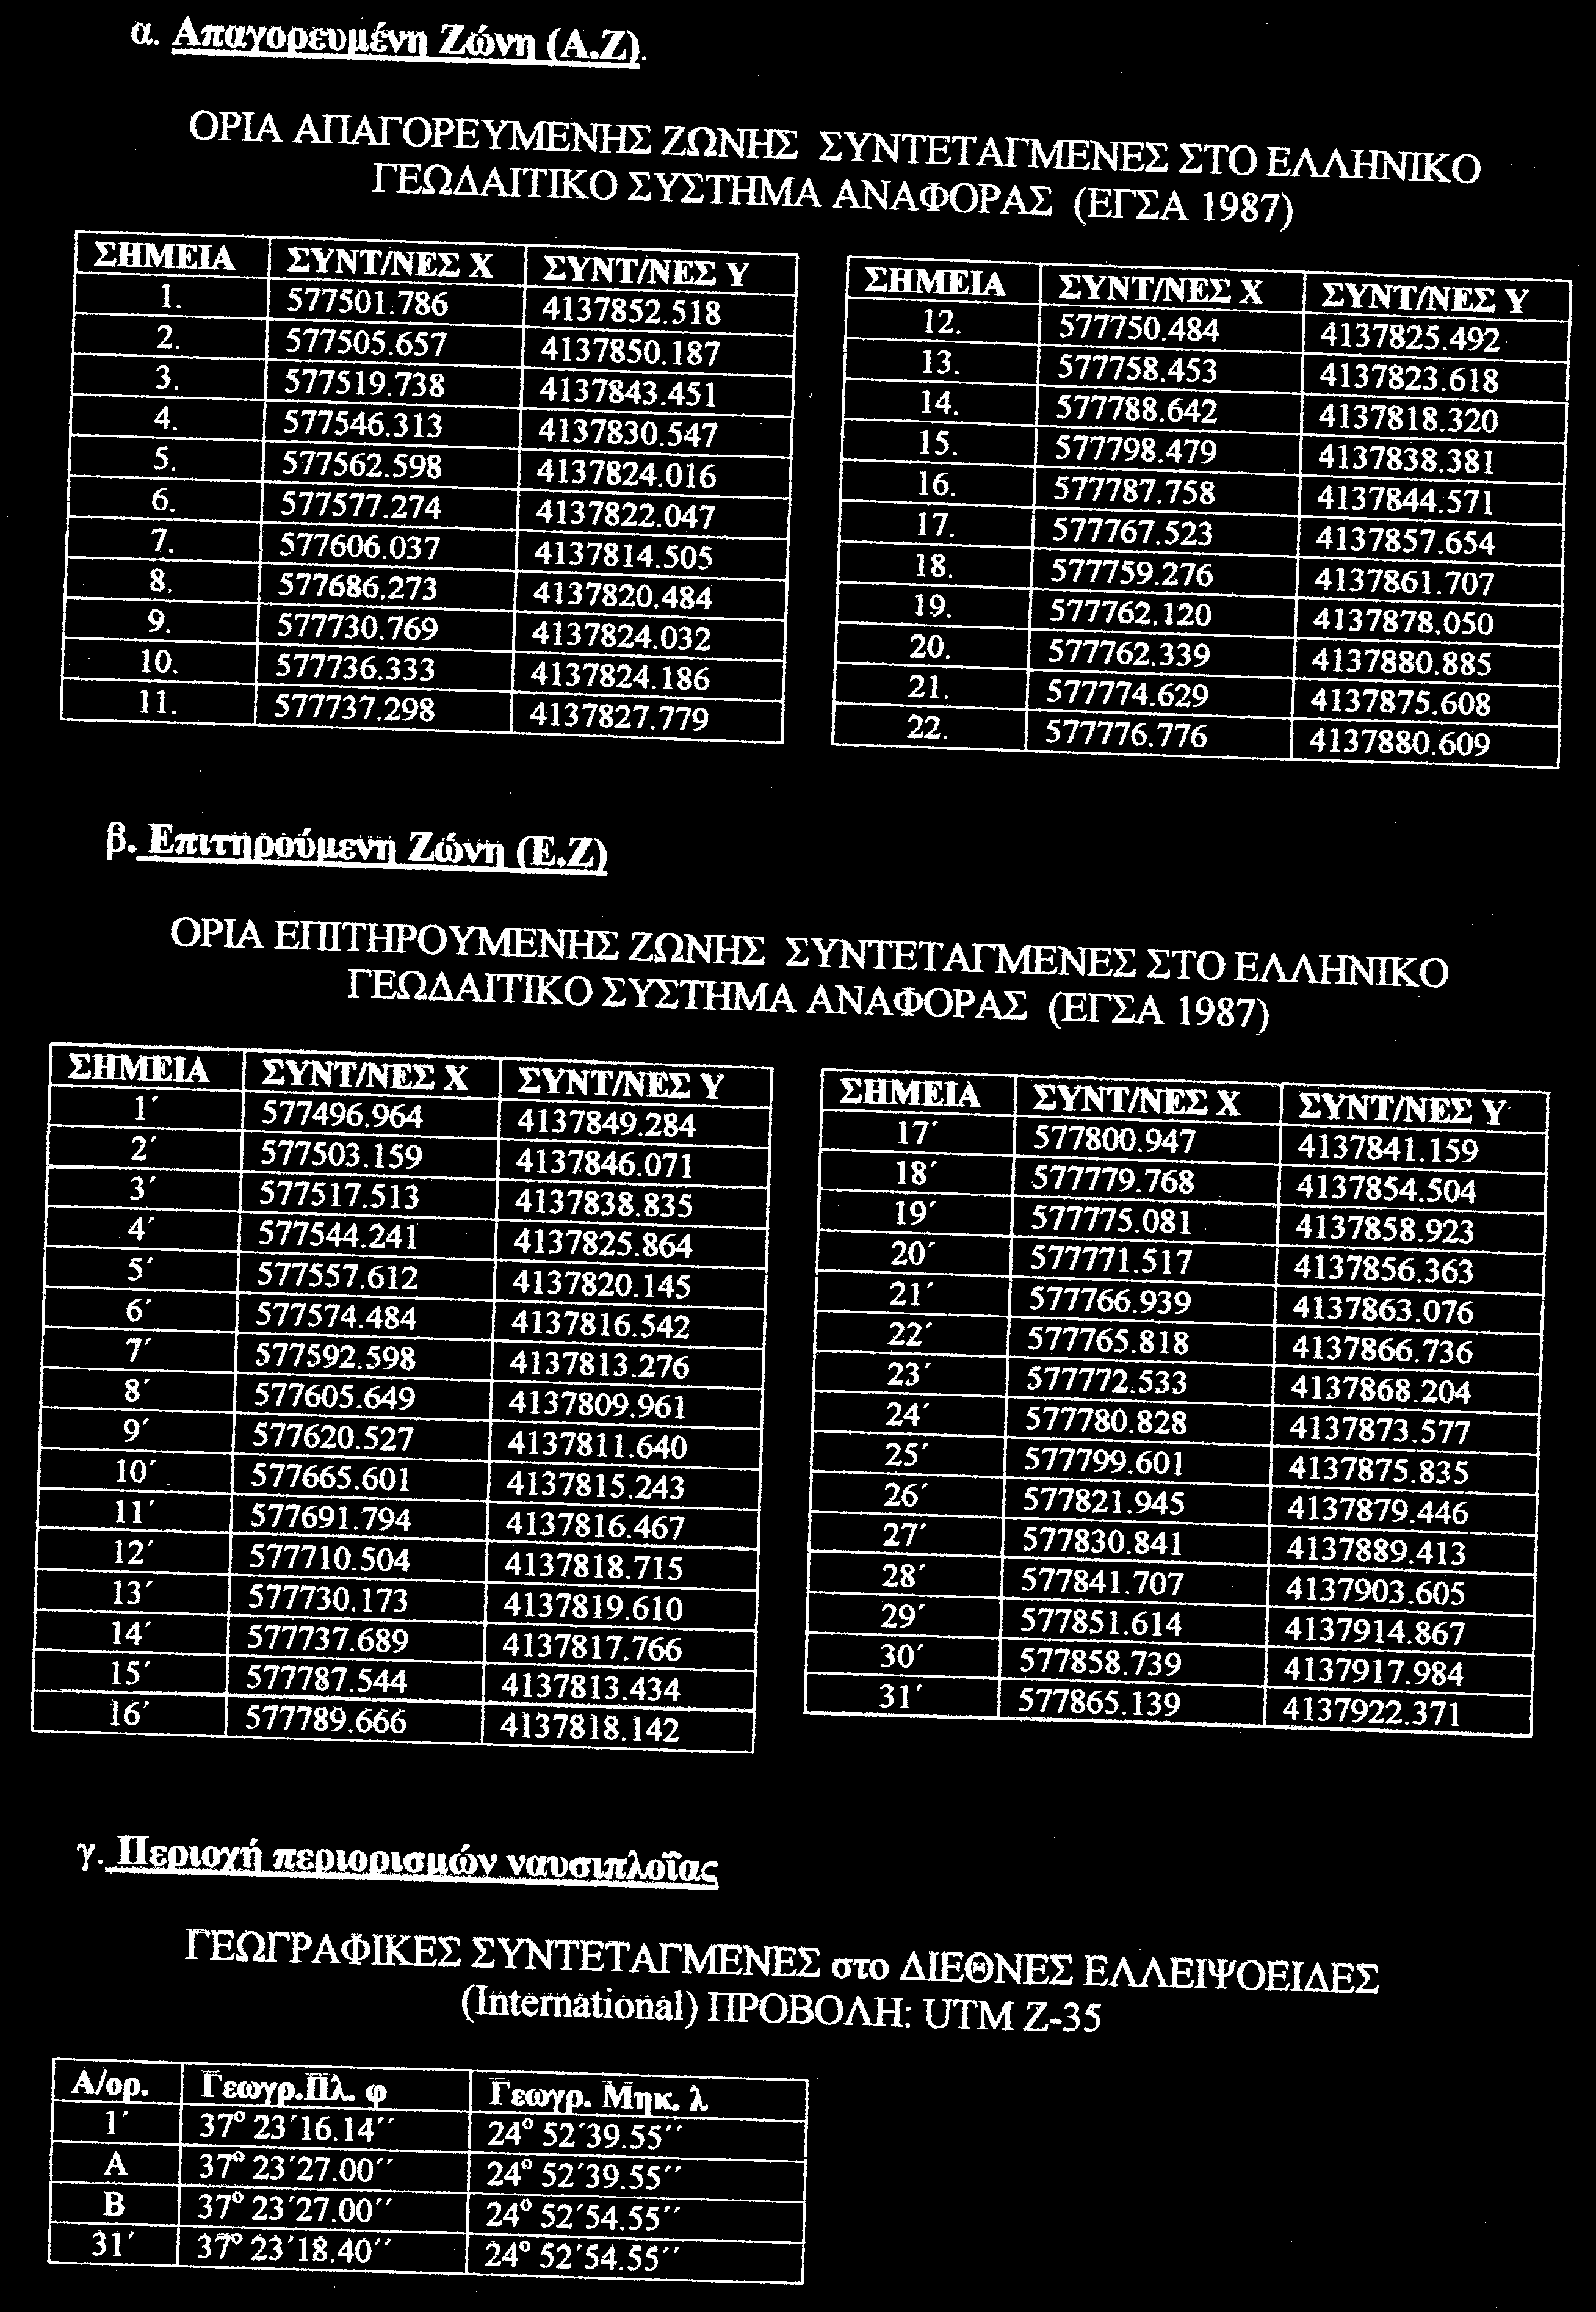 α. Απαγορευμένη Ζώνη (Α.Ζ).
ΟΡΙΑ ΑΠΑΓΟΡΕΥΜΕΝΗΣ ΖΩΝΗΣ ΣΥΝΤΕΤΑΓΜΕΝΕΣ ΣΤΟ ΕΛΛΗΝΙΚΟ
ΓΕΩΔΑΙΤΙΚΟ ΣΥΣΤΗΜΑ ΑΝΑΦΟΡΑΣ (ΕΓΣΑ 1987)
ΣΗΜΕΙΑ ΣΥΝΤ/ΝΕΣ Χ ΣΥΝΤ/ΝΕΣ Υ
1. 577501.786 4137852.518
2. 577505.657 4137850.187
3. 577519.738 4137843.451
4. 577546.313 4137830.547
5. 577562.598 4137824.016
6. 577577.274 4137822.047
7. 577606.037 4137814.505
8. 577686.273 4137820.484
9. 577730.769 4137824.032
10. 577736.333 4137824.186
11. 577737.298 4137827.779
ΣΗΜΕΙΑ ΣΥΝΤ/ΝΕΣ Χ ΣΥΝΤ/ΝΕΣ Υ
12. 577750.484 4137825.492
13. 577758.453 4137823.618
14. 577788.642 4137818.320
15. 577798.479 4137838.381
16. 577787.758 4137844.571
17. 577767.523 4137857.654
18. 577759.276 4137861.707
19. 577762.120 4137878.050
20. 577762.339 4137880.885
21. 577774.629 4137875.608
22. 577776.776 4137880.609
β. Επιτηρούμενη Ζώνη (Ε.Ζ)
ΟΡΙΑ ΕΠΙΤΗΡΟΥΜΕΝΗΣ ΖΩΝΗΣ ΣΥΝΤΕΤΑΓΜΕΝΕΣ ΣΤΟ ΕΛΛΗΝΙΚΟ
ΓΕΩΔΑΙΤΙΚΟ ΣΥΣΤΗΜΑ ΑΝΑΦΟΡΑΣ (ΕΓΣΑ 1987)
ΣΗΜΕΙΑ ΣΥΝΤ/ΝΕΣ Χ ΣΥΝΤ/ΝΕΣ Υ
1΄ 577496.964 4137849.284
2΄ 577503.159 4137846.071
3΄ 577517.513 4137838.835
4΄ 577544.241 4137825.864
5΄ 577557.612 4137820.145
6΄ 577574.484 4137816.542
7΄ 577592.598 4137813.276
8΄ 577605.649 4137809.961
9΄ 577620.527 4137811.640
10΄ 577665.601 4137815.243
11΄ 577691.794 4137816.467
12΄ 577710.504 4137818.715
13΄ 577730.173 4137819.610
14΄ 577737.689 4137817.766
15΄ 577787.544 4137813.434
16΄ 577789.666 4137818.142
ΣΗΜΕΙΑ ΣΥΝΤ/ΝΕΣ Χ ΣΥΝΤ/ΝΕΣ Υ
17΄ 577800.947 4137841.159
18΄ 577779.768 4137854.504
19΄ 577775.081 4137858.923
20΄ 577771.517 4137856.363
21΄ 577766.939 4137863.076
22΄ 577765.818 4137866.736
23΄ 577772.533 4137868.204
24΄ 577780.828 4137873.577
25΄ 577799.601 4137875.835
26΄ 577821.945 4137879.446
27΄ 577830.841 4137889.413
28΄ 577841.707 4137903.605
29΄ 577851.614 4137914.867
30΄ 577858.739 4137917.984
31΄ 577865.139 4137922.371
γ. Περιοχή περιορισμών ναυσιπλοΐας
ΓΕΩΓΡΑΦΙΚΕΣ ΣΥΝΤΕΤΑΓΜΕΝΕΣ στο ΔΙΕΘΝΕΣ ΕΛΛΕΙΨΟΕΙΔΕΣ
(International) ΠΡΟΒΟΛΗ: UTM Z-35
Α/ορ. Γεωγρ.Πλ. φ Γεωγρ. Μηκ. λ
1΄ 37° 23΄16.14΄΄ 24° 52΄39.55΄΄
Α 37° 23΄27.00΄΄ 24° 52΄39.55΄΄
Β 37° 23΄27.00΄΄ 24° 52΄54.55΄΄
31΄ 37° 23΄18.40΄΄ 24° 52΄54.55΄΄